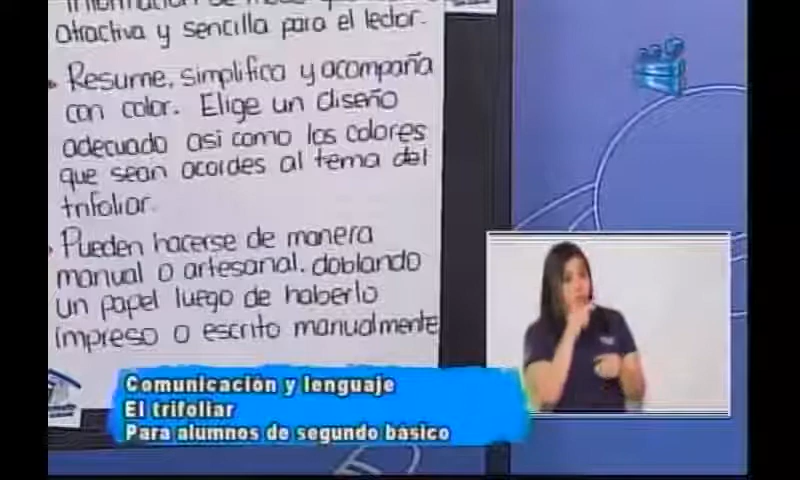 atractiva y sencilla para el lector.
• Resume, simplifica y acompaña
con color. Elige un diseño
adecuado asi como los colores
que sean acordes al tema del
trifoliar.
• Pueden hacerse de manera
manual o artesanal, doblando
un papel luego de haberlo
impreso o escrito manualmente
Comunicación y lenguaje
El trifoliar
Para alumnos de segundo básico